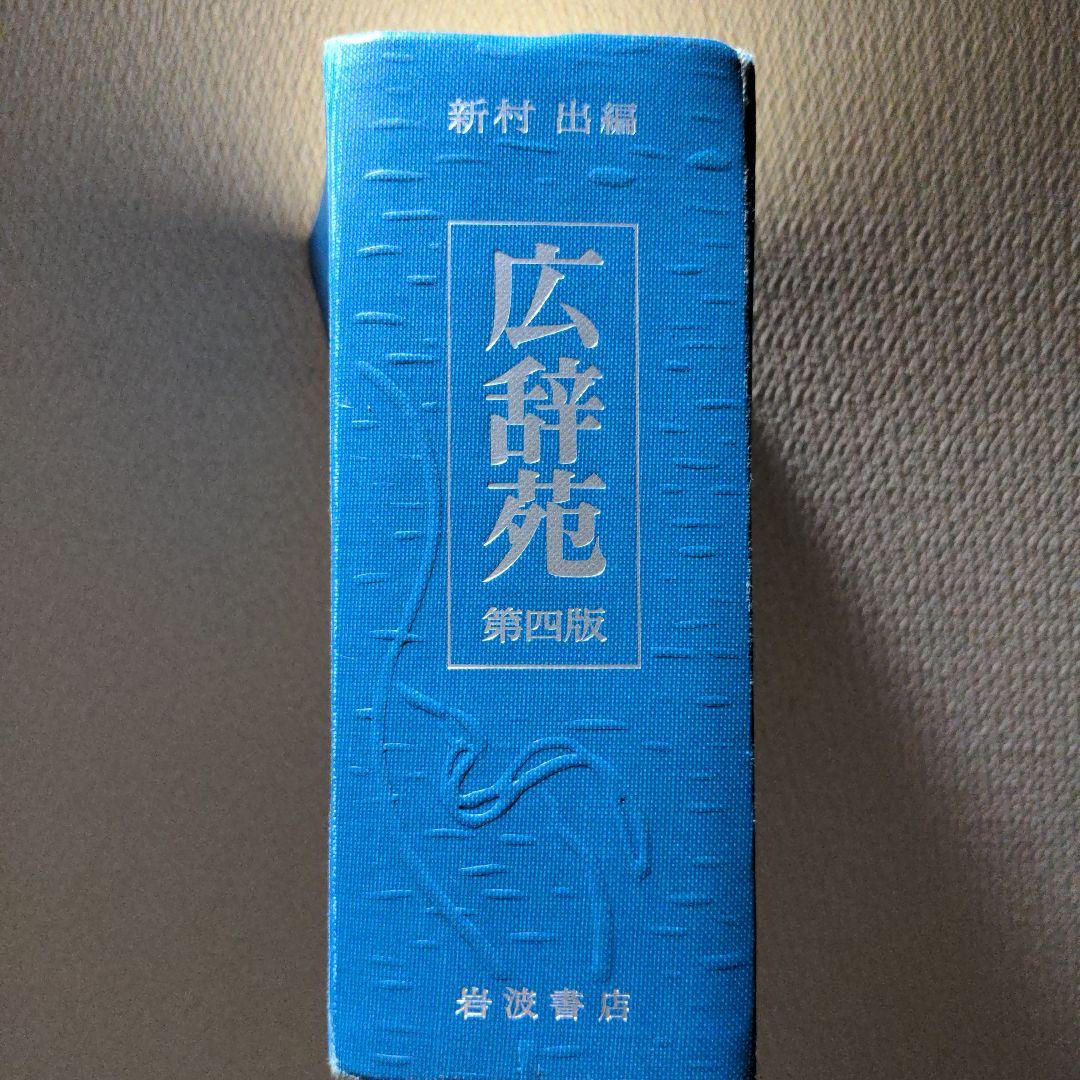 新村 出編
広辞苑
第四版
岩波書店